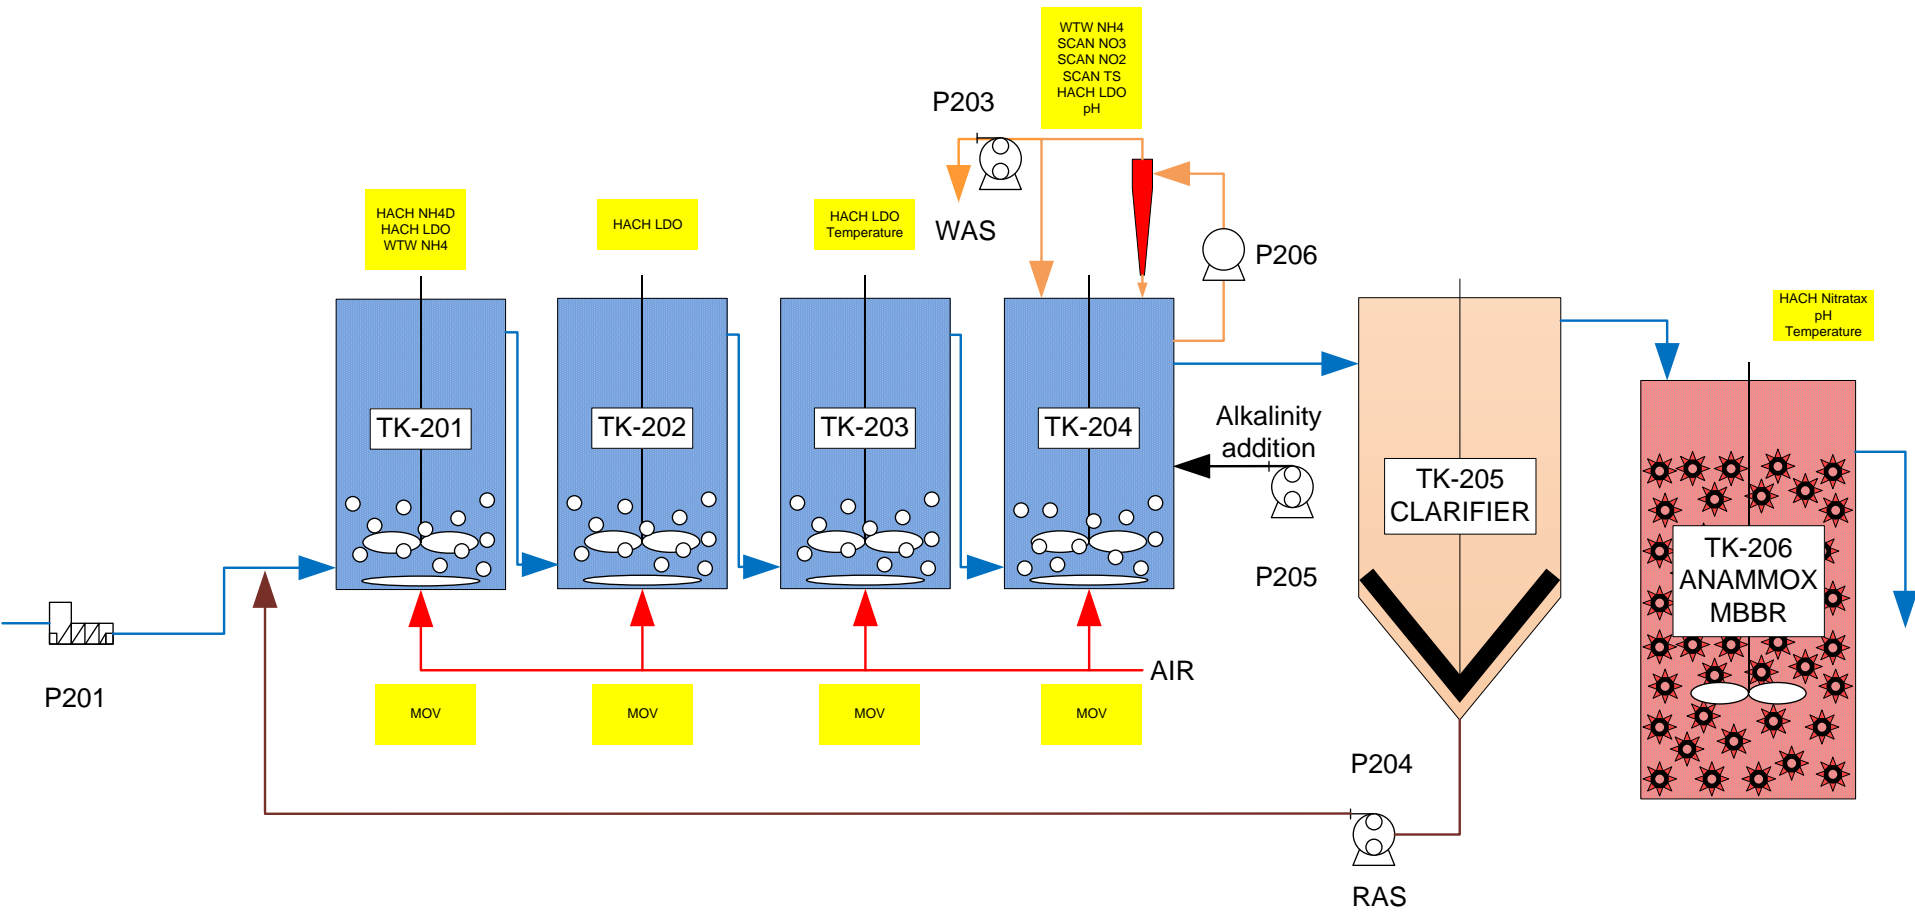 WTW NH4
SCAN NO3
SCAN NO2
SCAN TS
HACH LDO
pH
P203
WAS
HACH NH4D
HACH LDO
WTW NH4
HACH LDO
HACH LDO
Temperature
P206
HACH Nitratax
pH
Temperature
TK-201
TK-202
TK-203
TK-204
Alkalinity
addition
P205
TK-205
CLARIFIER
TK-206
ANAMMOX
MBBR
P201
AIR
MOV
MOV
MOV
MOV
P204
RAS